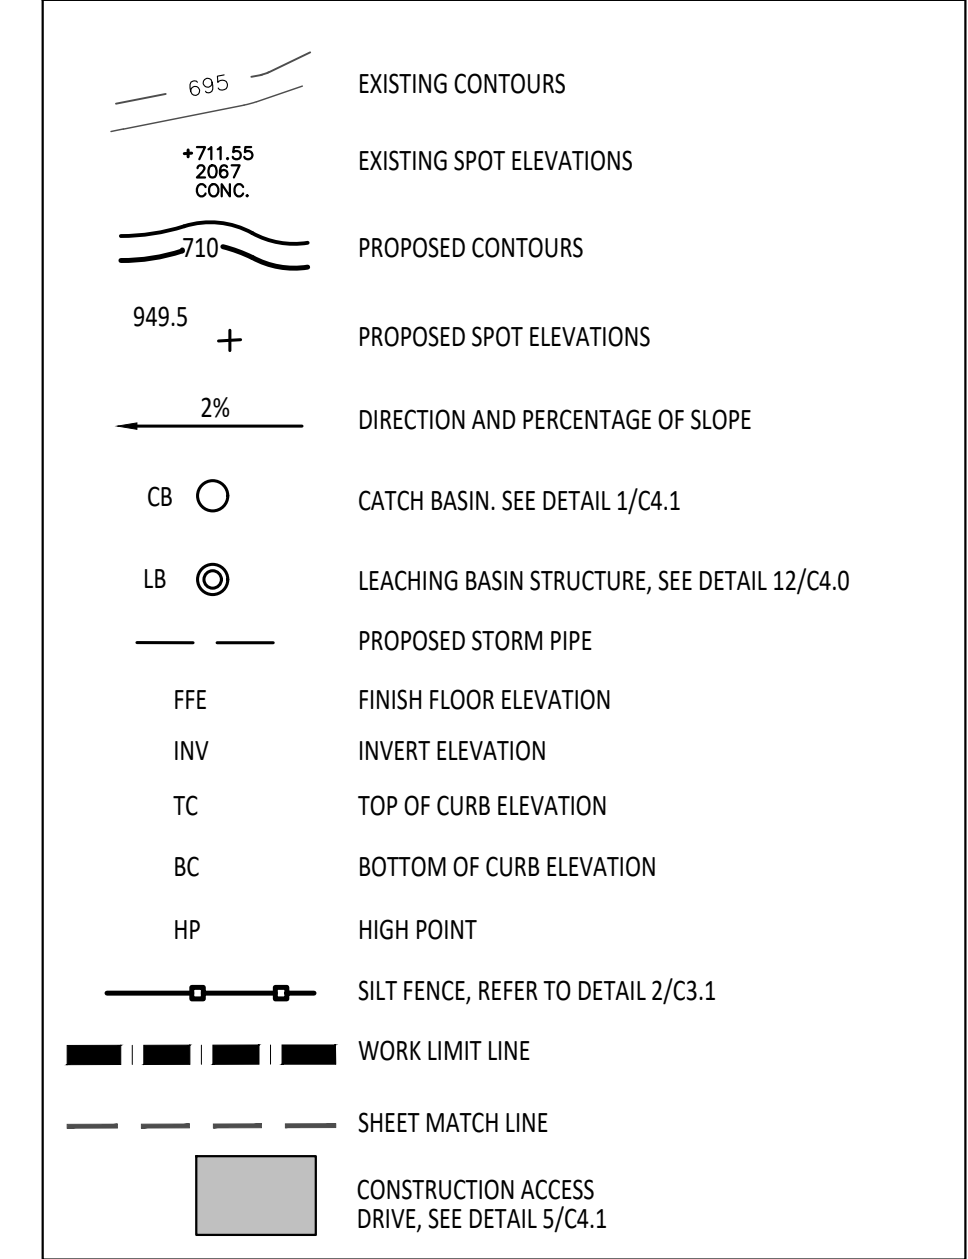 695 EXISTING CONTOURS
+711.55
2067
CONC.
EXISTING SPOT ELEVATIONS
710 PROPOSED CONTOURS
949.5
PROPOSED SPOT ELEVATIONS
2%
DIRECTION AND PERCENTAGE OF SLOPE
CB CATCH BASIN. SEE DETAIL 1/C4.1
LB LEACHING BASIN STRUCTURE, SEE DETAIL 12/C4.0
PROPOSED STORM PIPE
FFE FINISH FLOOR ELEVATION
INV INVERT ELEVATION
TC TOP OF CURB ELEVATION
BC BOTTOM OF CURB ELEVATION
HP HIGH POINT
SILT FENCE, REFER TO DETAIL 2/C3.1
WORK LIMIT LINE
SHEET MATCH LINE
CONSTRUCTION ACCESS
DRIVE, SEE DETAIL 5/C4.1